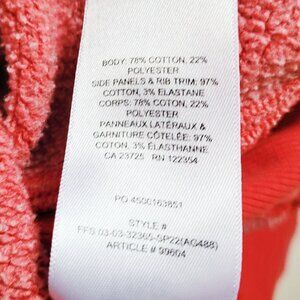 BODY: 78% COTTON, 22%
POLYESTER
SIDE PANELS & RIB TRIM: 97%
COTTON, 3% ELASTANE
CORPS: 78% COTON, 22%
POLYESTER
PANNEAUX LATÉRAUX &
GARNITURE CÔTELÉE: 97%
COTON, 3% ÉLASTHANNE
CA 23725 RN 122354
PO 4500163851
STYLE #
FFS 03-03-32365-SP22(AG488)
ARTICLE # 99604